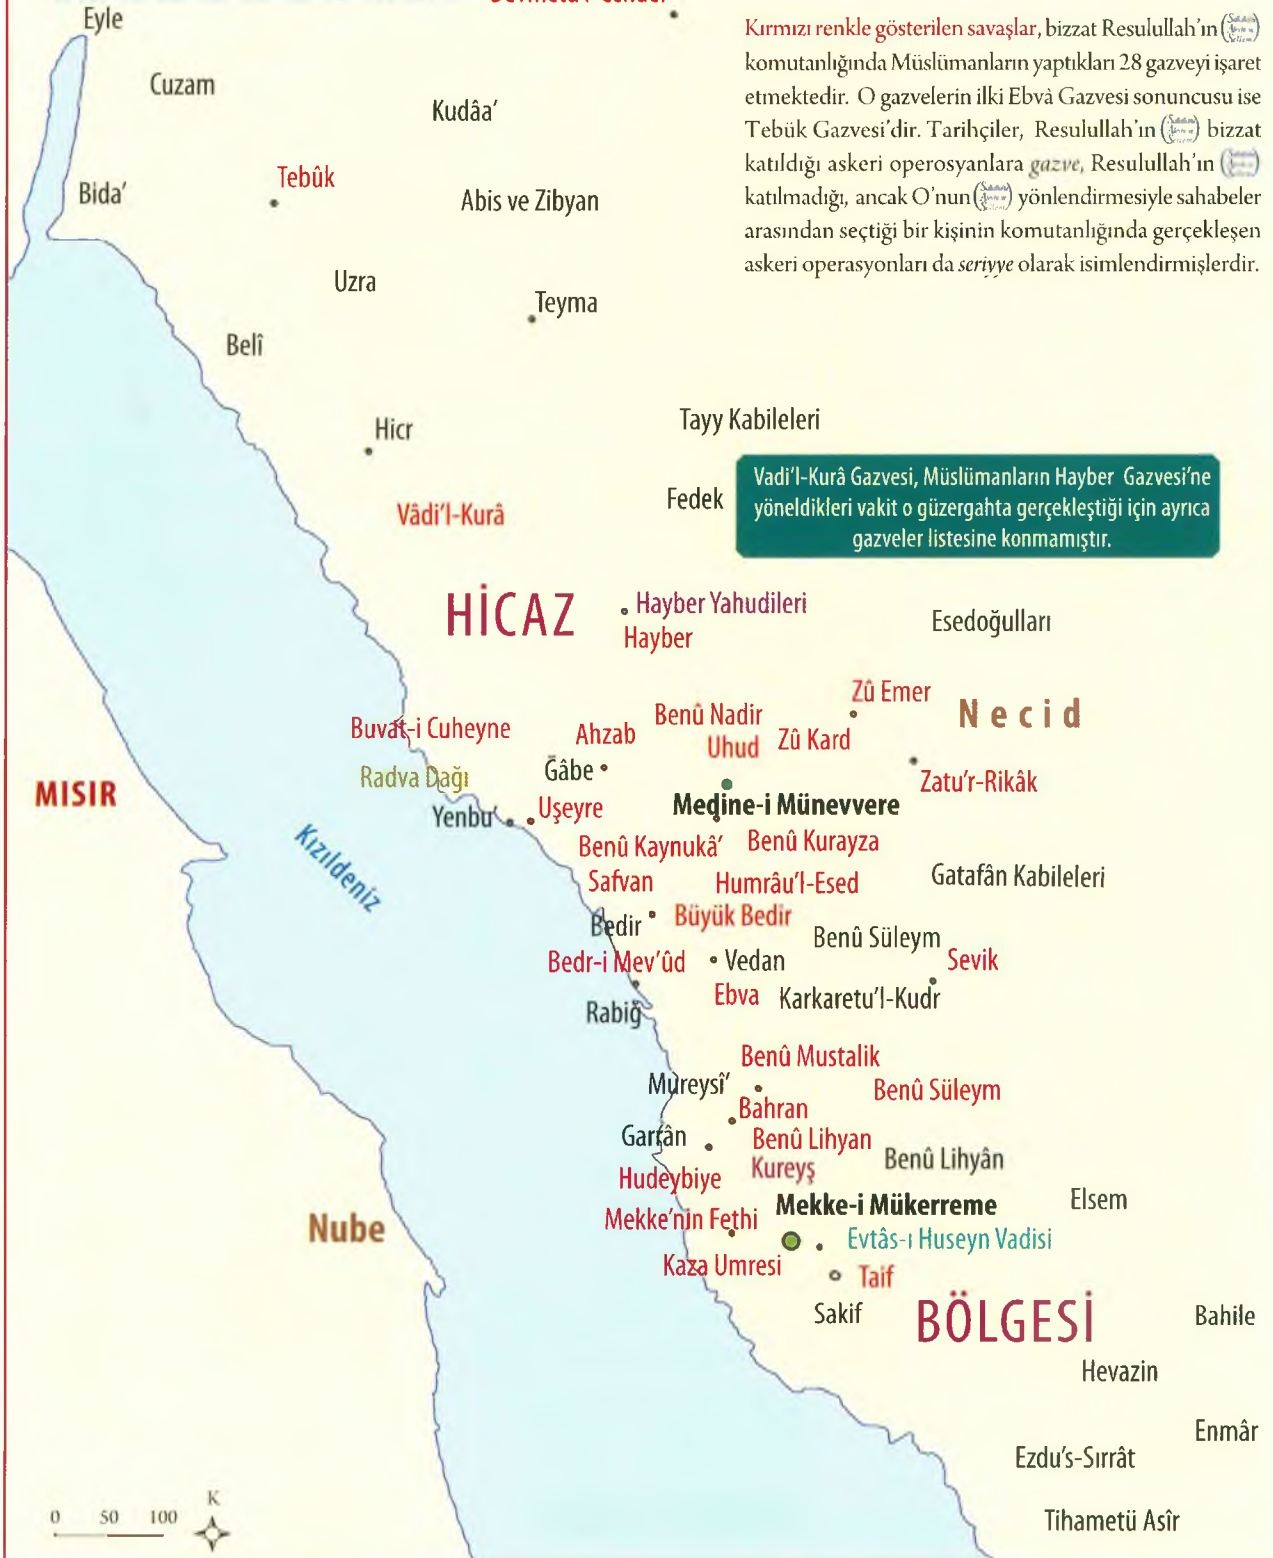 Eyle
Kırmızı renkle gösterilen savaşlar, bizzat Resulullah'ın
komutanlığında Müslümanların yaptıkları 28 gazveyi işaret
etmektedir. O gazvelerin ilki Ebvâ Gazvesi sonuncusu ise
Tebük Gazvesi'dir. Tarihçiler, Resulullah'ın bizzat
katıldığı askeri operosyanlara gazve, Resulullah'ın
katılmadığı, ancak O'nun yönlendirmesiyle sahabeler
arasından seçtiği bir kişinin komutanlığında gerçekleşen
askeri operasyonları da seriyye olarak isimlendirmişlerdir.
Cuzam
Kudâa'
Tebûk
Bida'
Abis ve Zibyan
Uzra
Teyma
Belî
Tayy Kabileleri
Hicr
Vadi'l-Kurâ Gazvesi, Müslümanların Hayber Gazvesi'ne
yöneldikleri vakit o güzergahta gerçekleştiği için ayrıca
gazveler listesine konmamıştır.
Fedek
Vâdi'l-Kurâ
HİCAZ
Hayber Yahudileri
Hayber
Esedoğulları
Zû Emer
Necid
Benû Nadir
Buvat-i Cuheyne
Ahzab
Uhud
Zû Kard
Radva Dağı
Ğâbe
Zatu'r-Rikâk
MISIR
Medine-i Münevvere
Yenbu'
Uşeyre
Kızıldeniz
Benû Kaynukâ'
Benû Kurayza
Safvan
Humrâu'l-Esed
Gatafân Kabileleri
Bedir
Büyük Bedir
Benû Süleym
Bedr-i Mev'ûd
Vedan
Sevik
Ebva
Karkaretu'l-Kudr
Rabiğ
Benû Mustalik
Mureysî'
Benû Süleym
Bahran
Garrân
Benû Lihyan
Benû Lihyân
Kureyş
Hudeybiye
Elsem
Mekke-i Mükerreme
Mekke'nin Fethi
Nube
Evtâs-ı Huseyn Vadisi
Kaza Umresi
Taif
Sakif
BÖLGESİ
Bahile
Hevazin
Enmâr
Ezdu's-Sırrât
K
0 50 100
Tihametü Asîr